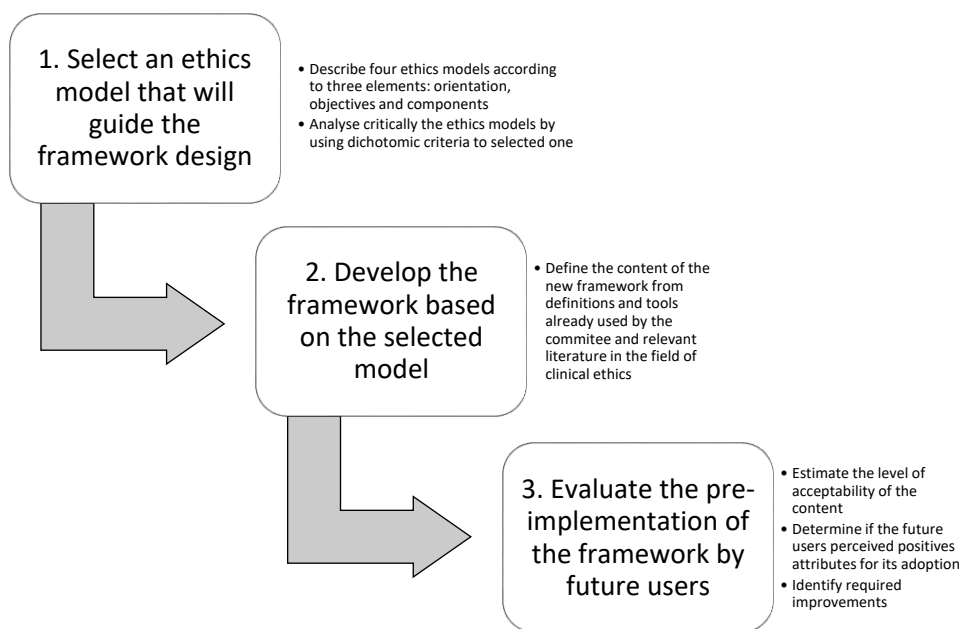 1. Select an ethics
model that will
guide the
framework design
• Describe four ethics models according
to three elements: orientation,
objectives and components
• Analyse critically the ethics models by
using dichotomic criteria to selected one
2. Develop the
framework based
on the selected
model
• Define the content of the
new framework from
definitions and tools
already used by the
commitee and relevant
literature in the field of
clinical ethics
3. Evaluate the pre-
implementation of
the framework by
future users
• Estimate the level of
acceptability of the
content
• Determine if the future
users perceived positives
attributes for its adoption
• Identify required
improvements